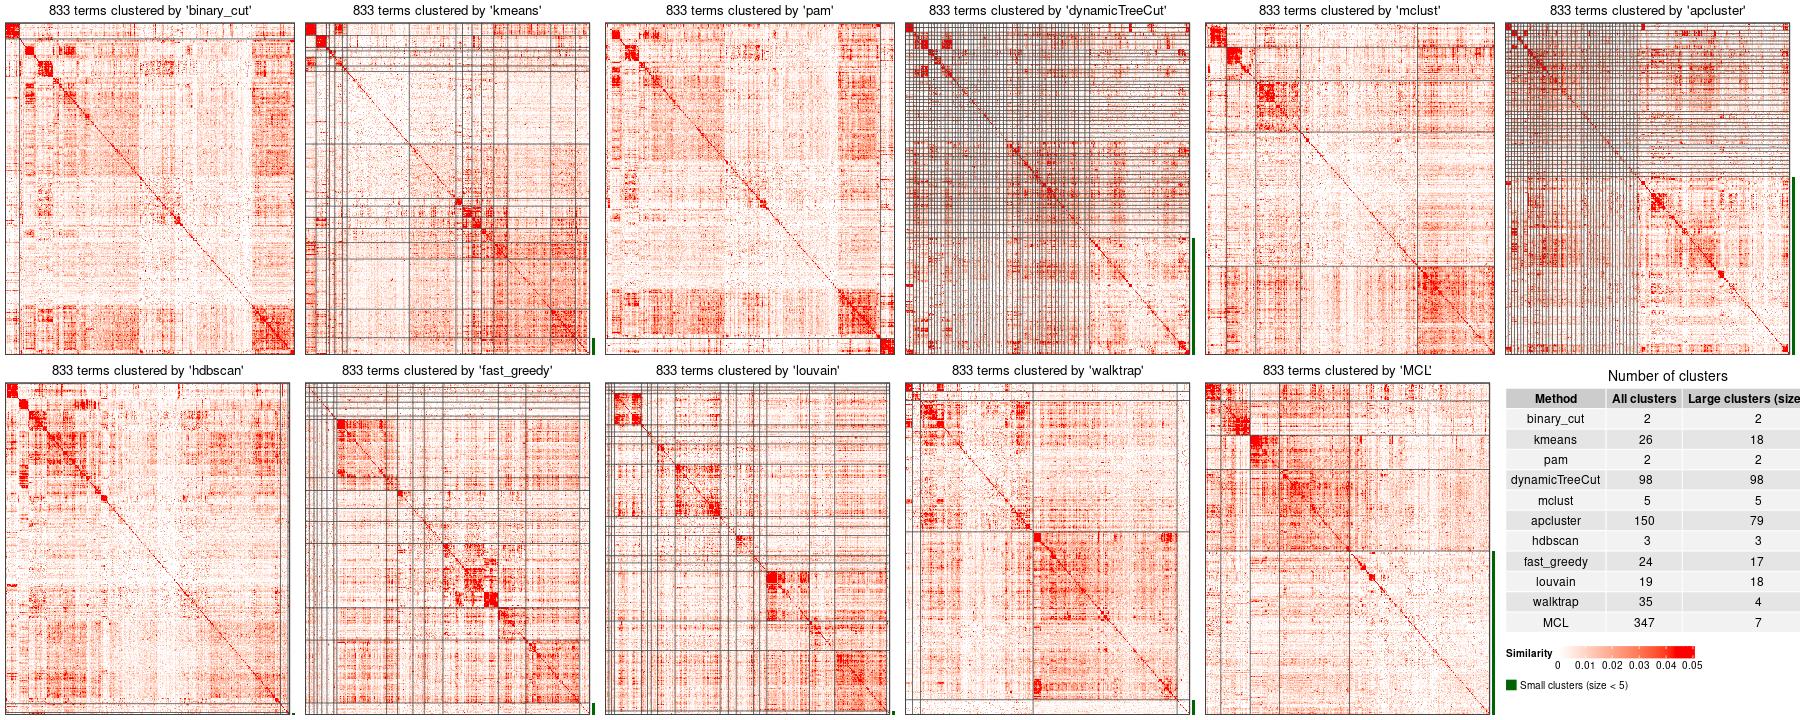 833 terms clustered by 'binary_cut'
833 terms clustered by 'kmeans'
833 terms clustered by 'pam'
833 terms clustered by 'dynamicTreeCut'
833 terms clustered by 'mclust'
833 terms clustered by 'apcluster'
833 terms clustered by 'hdbscan'
833 terms clustered by 'fast_greedy'
833 terms clustered by 'louvain'
833 terms clustered by 'walktrap'
833 terms clustered by 'MCL'
Number of clusters
Method All clusters Large clusters (size
binary_cut 2 2
kmeans 26 18
pam 2 2
dynamicTreeCut 98 98
mclust 5 5
apcluster 150 79
hdbscan 3 3
fast_greedy 24 17
louvain 19 18
walktrap 35 4
MCL 347 7
Similarity
0 0.01 0.02 0.03 0.04 0.05
Small clusters (size < 5)